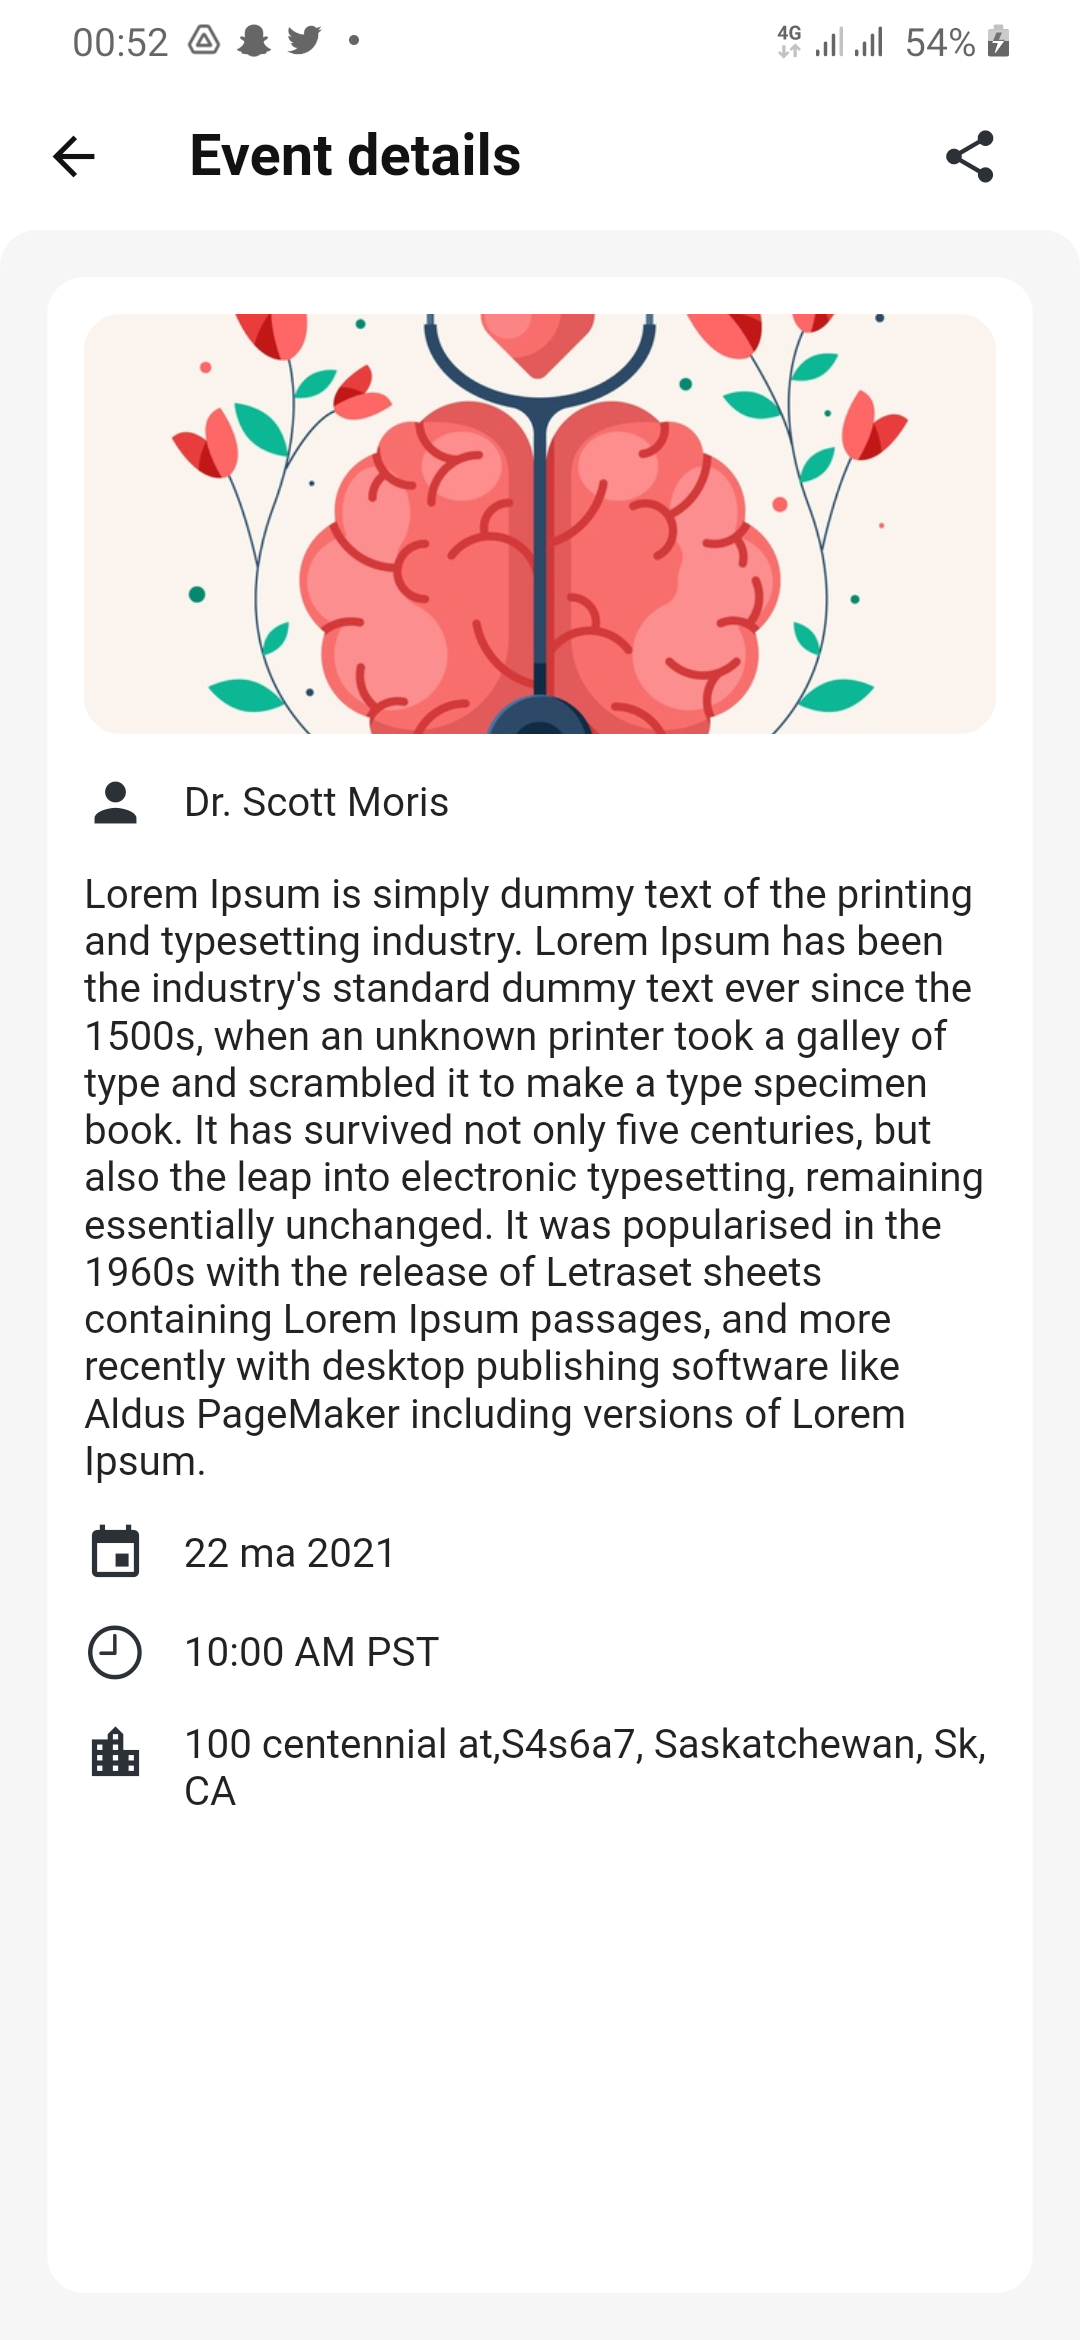 00:52
4G
54%
Event details
Dr. Scott Moris
Lorem Ipsum is simply dummy text of the printing
and typesetting industry. Lorem Ipsum has been
the industry's standard dummy text ever since the
1500s, when an unknown printer took a galley of
type and scrambled it to make a type specimen
book. It has survived not only five centuries, but
also the leap into electronic typesetting, remaining
essentially unchanged. It was popularised in the
1960s with the release of Letraset sheets
containing Lorem Ipsum passages, and more
recently with desktop publishing software like
Aldus PageMaker including versions of Lorem
Ipsum.
22 ma 2021
10:00 AM PST
100 centennial at,S4s6a7, Saskatchewan, Sk,
CA